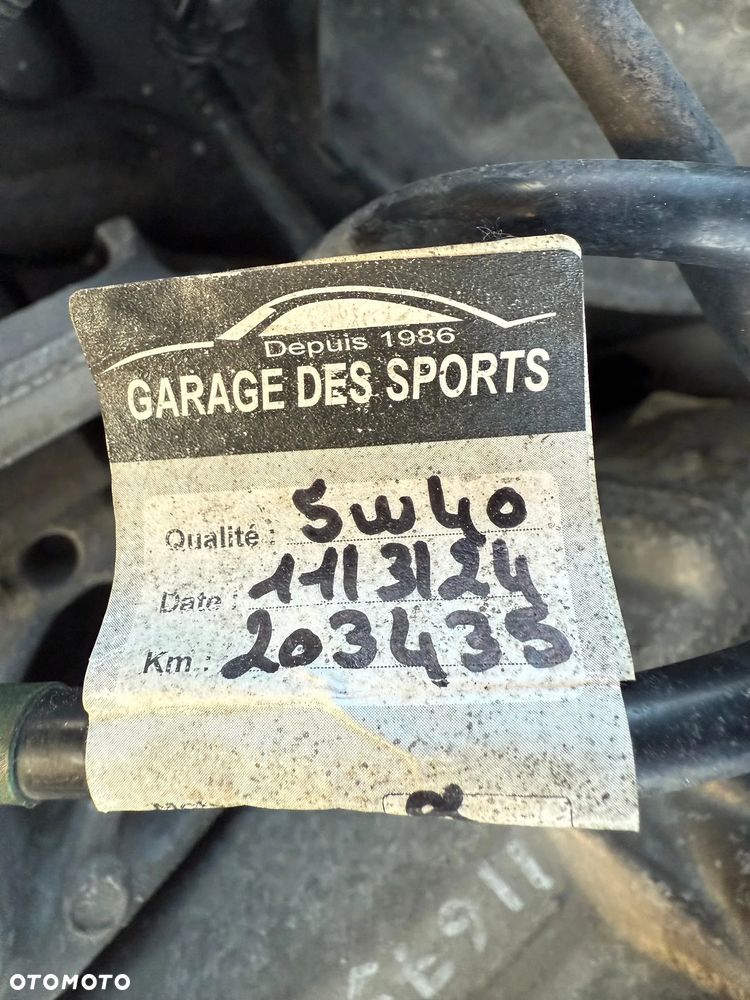 Depuis 1986
GARAGE DES SPORTS
Qualité : 5w40
Date : 11/3/24
Km : 203435
OTOMOTO